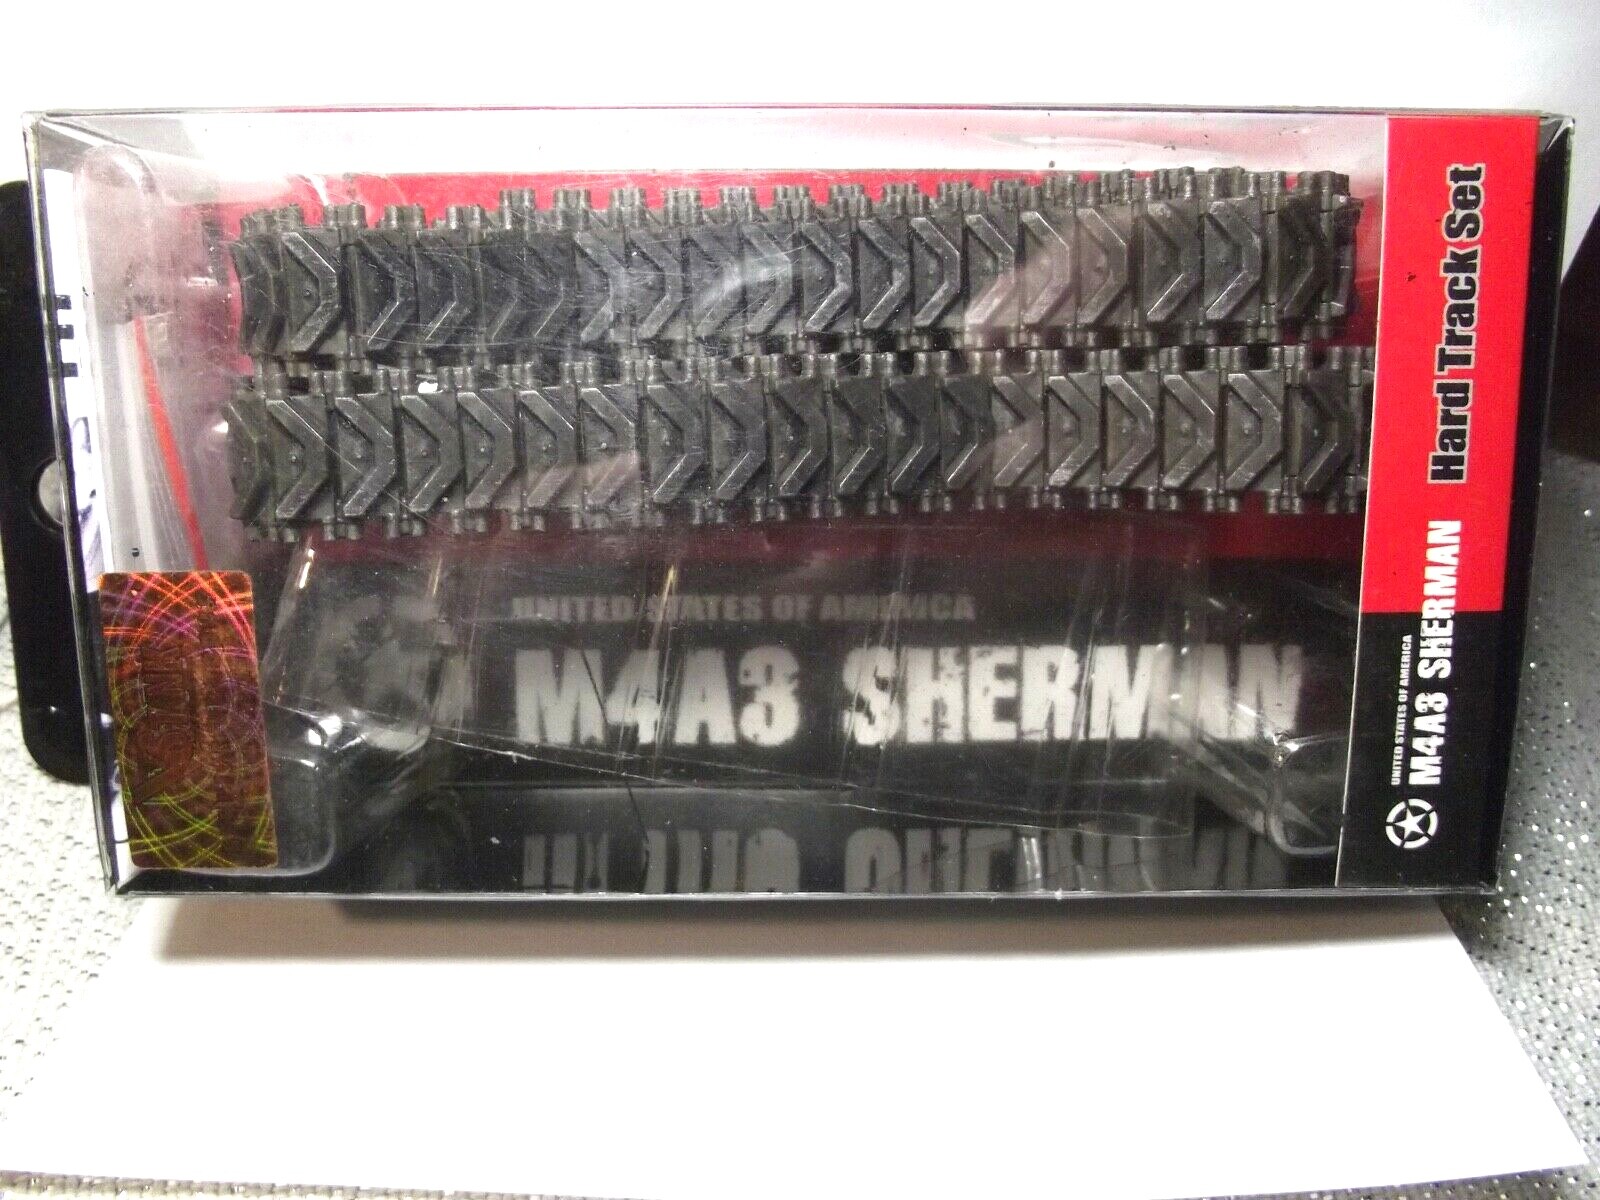 Hard Track Set
UNITED STATES OF AMERICA
M4A3 SHERMAN
UNITED STATES OF AMERICA
M4A3 SHERMAN